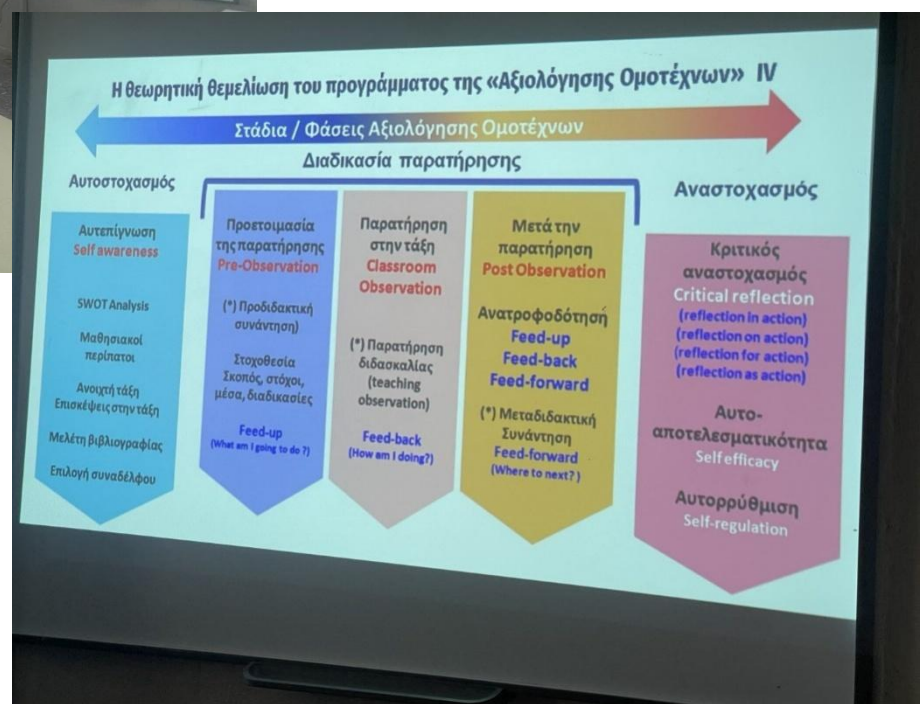 Η θεωρητική θεμελίωση του προγράμματος της «Αξιολόγησης Ομοτέχνων» IV
Στάδια / Φάσεις Αξιολόγησης Ομοτέχνων
Διαδικασία παρατήρησης
Αυτοστοχασμός
Αυτεπίγνωση
Self awareness
SWOT Analysis
Μαθησιακοί
περίπατοι
Ανοιχτή τάξη
Επισκέψεις στην τάξη
Μελέτη βιβλιογραφίας
Επιλογή συναδέλφου
Προετοιμασία
της παρατήρησης
Pre-Observation
(*) Προδιδακτική
συνάντηση)
Στοχοθεσία
Σκοπός, στόχοι,
μέσα, διαδικασίες
Feed-up
(What am I going to do ?)
Παρατήρηση
στην τάξη
Classroom
Observation
(*) Παρατήρηση
διδασκαλίας
(teaching
observation)
Feed-back
(How am I doing?)
Μετά την
παρατήρηση
Post Observation
Ανατροφοδότηση
Feed-up
Feed-back
Feed-forward
(*) Μεταδιδακτική
Συνάντηση
Feed-forward
(Where to next? )
Αναστοχασμός
Κριτικός
αναστοχασμός
Critical reflection
(reflection in action)
(reflection on action)
(reflection for action)
(reflection as action)
Αυτο-
αποτελεσματικότητα
Self efficacy
Αυτορρύθμιση
Self-regulation